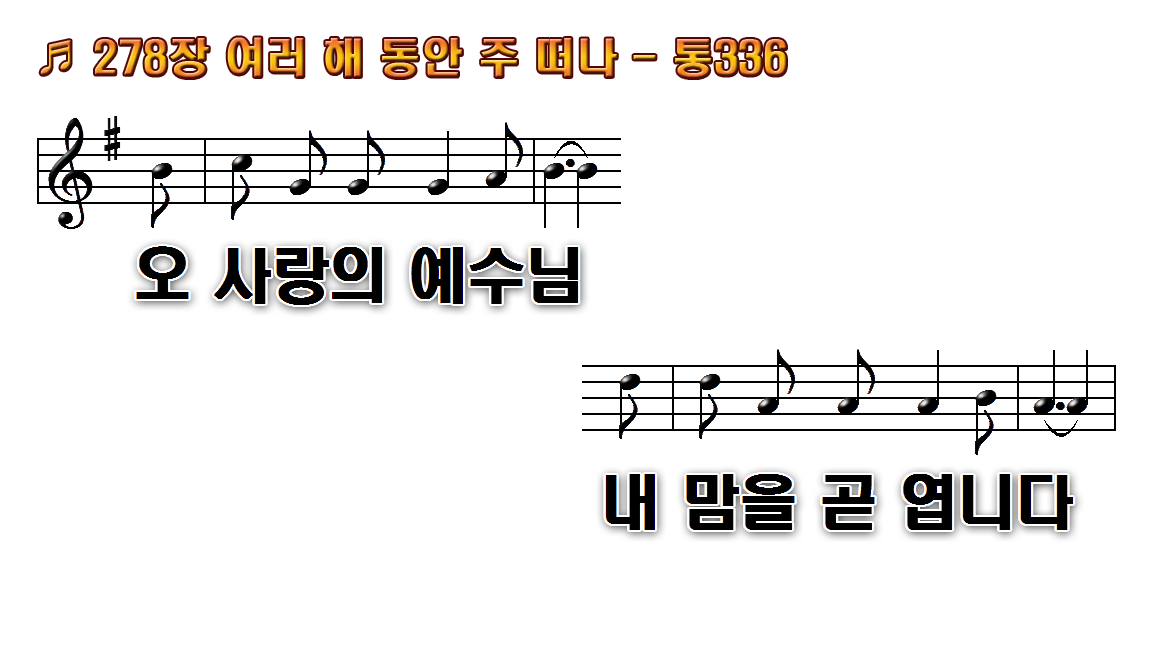 ♬ 278장 여러 해 동안 주 떠나 - 통336
오 사랑의 예수님
내 맘을 곧 엽니다